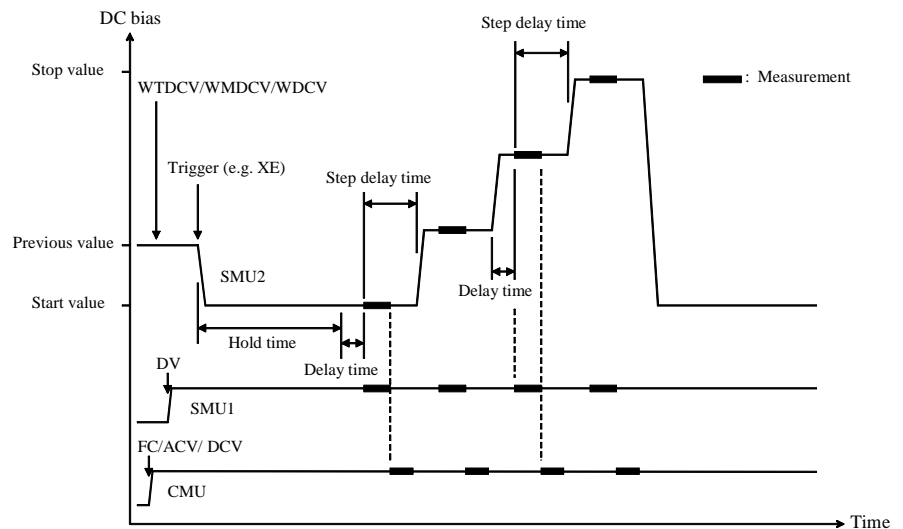 DC bias
Step delay time
Stop value
WTDCV/WMDCV/WDCV
: Measurement
Trigger (e.g. XE)
Step delay time
Previous value
SMU2
Start value
Delay time
Hold time
Delay time
DV
SMU1
FC/ACV/ DCV
CMU
Time